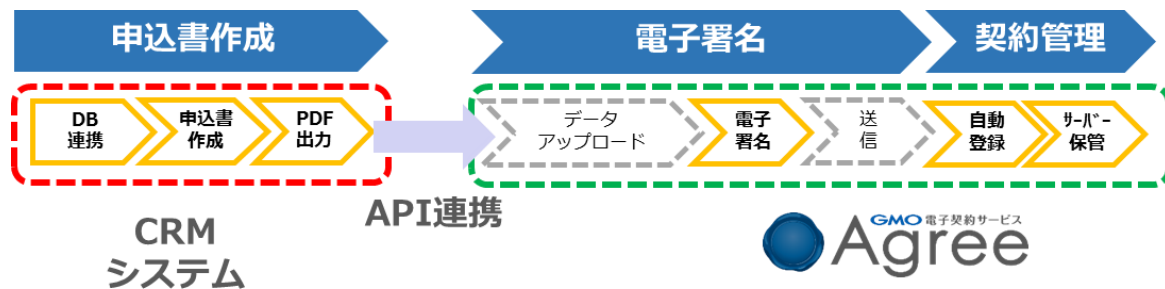 申込書作成
電子署名
契約管理
DB
連携
申込書
作成
PDF
出力
データ
アップロード
電子
署名
送
信
自動
登録
ｻｰﾊﾞｰ
保管
API連携
CRM
システム
GMO 電子契約サービス
Agree